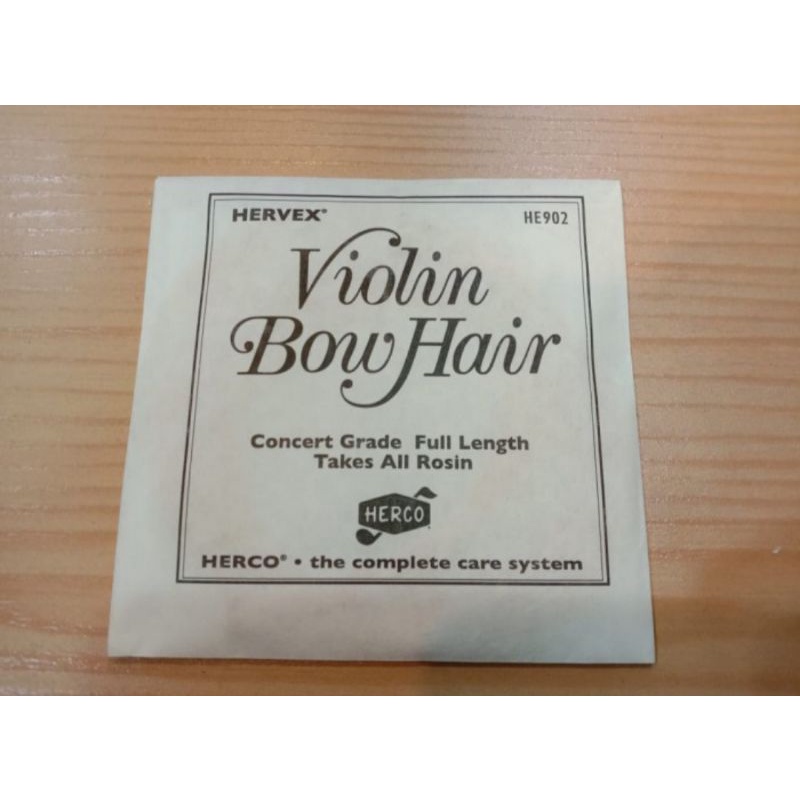 HERVEX® HE902
Violin
Bow Hair
Concert Grade Full Length
Takes All Rosin
HERCO
HERCO® • the complete care system